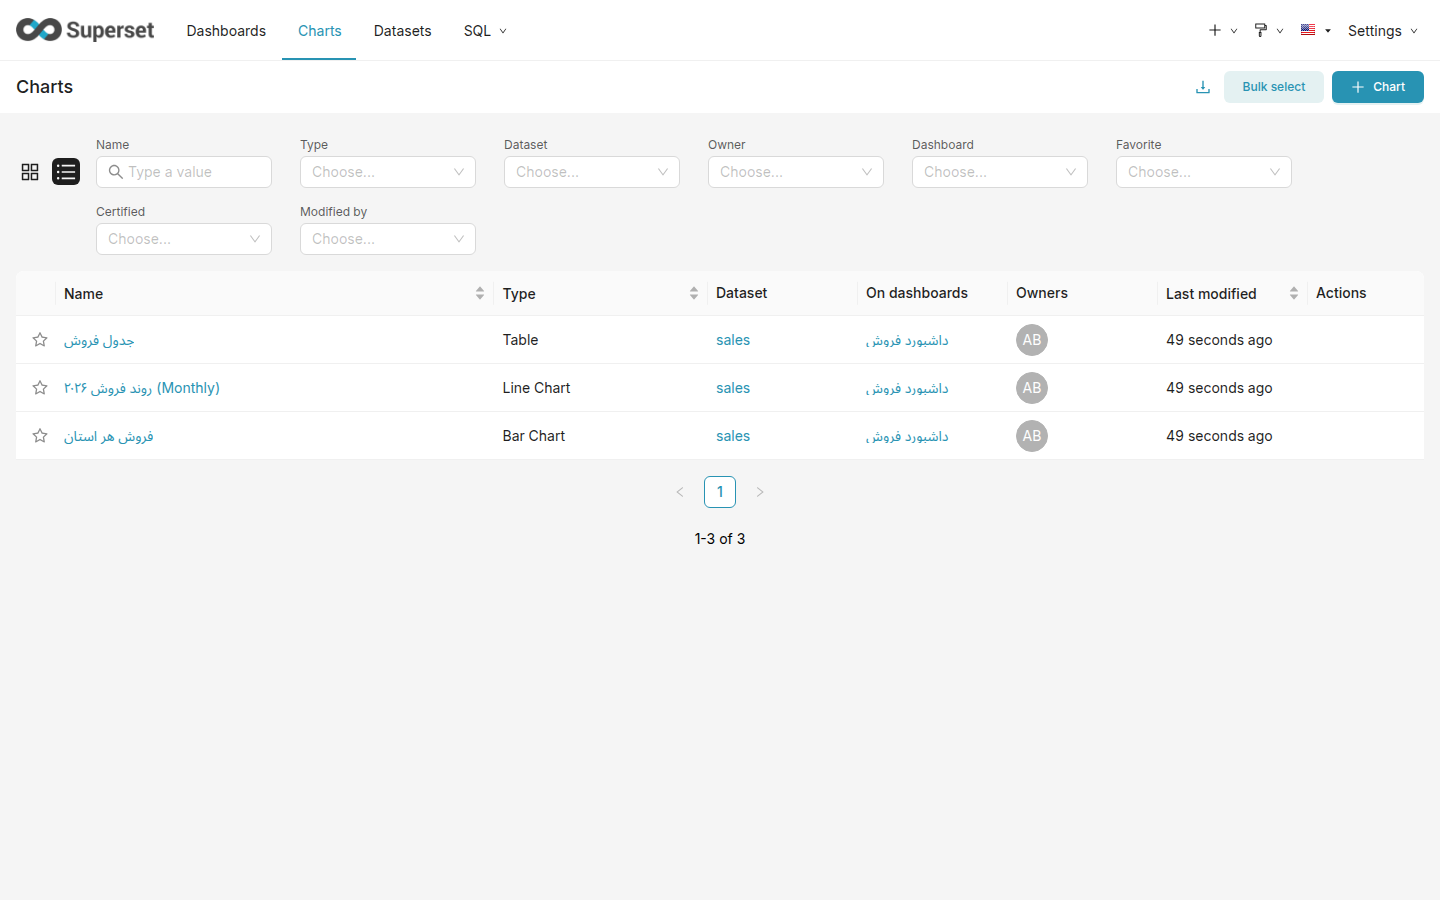 Superset Dashboards Charts Datasets SQL Settings
Charts Bulk select Chart
Name Type Dataset Owner Dashboard Favorite
Type a value Choose... Choose... Choose... Choose... Choose...
Certified Modified by
Choose... Choose...
Name Type Dataset On dashboards Owners Last modified Actions
جدول فروش Table sales داشبورد فروش AB 49 seconds ago
روند فروش ۲۰۲۶ (Monthly) Line Chart sales داشبورد فروش AB 49 seconds ago
فروش هر استان Bar Chart sales داشبورد فروش AB 49 seconds ago
1
1-3 of 3